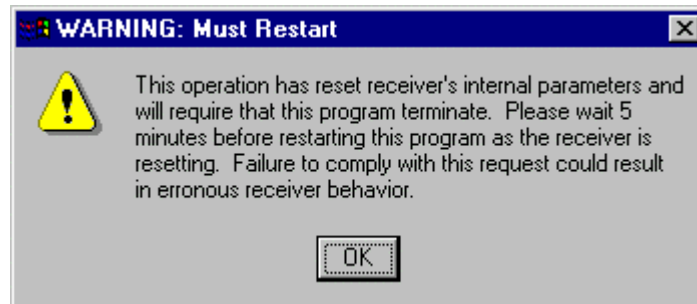 WARNING: Must Restart
This operation has reset receiver's internal parameters and
will require that this program terminate. Please wait 5
minutes before restarting this program as the receiver is
resetting. Failure to comply with this request could result
in erronous receiver behavior.
OK